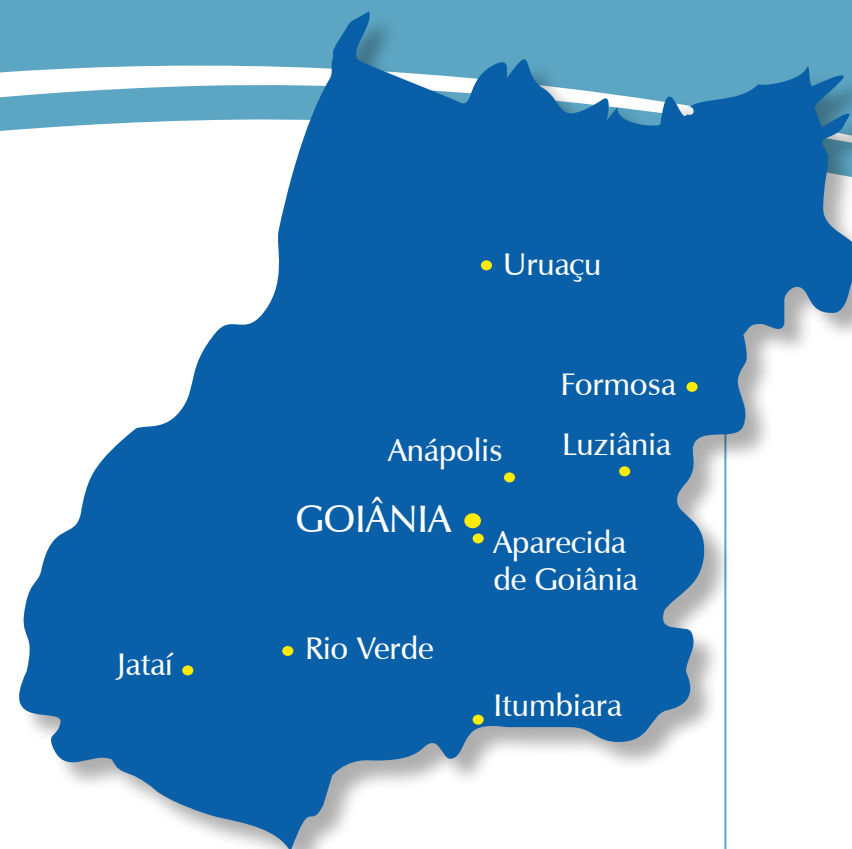 Uruaçu
Formosa
Anápolis
Luziânia
GOIÂNIA
Aparecida
de Goiânia
Rio Verde
Jataí
Itumbiara